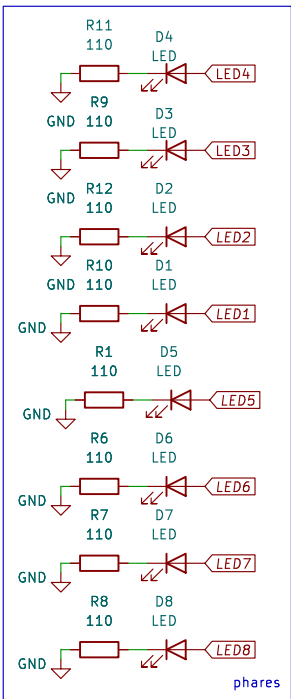 R11
110
D4
LED
LED4
GND
R9
110
D3
LED
LED3
GND
R12
110
D2
LED
LED2
GND
R10
110
D1
LED
LED1
GND
R1
110
D5
LED
LED5
GND
R6
110
D6
LED
LED6
GND
R7
110
D7
LED
LED7
GND
R8
110
D8
LED
LED8
GND
phares